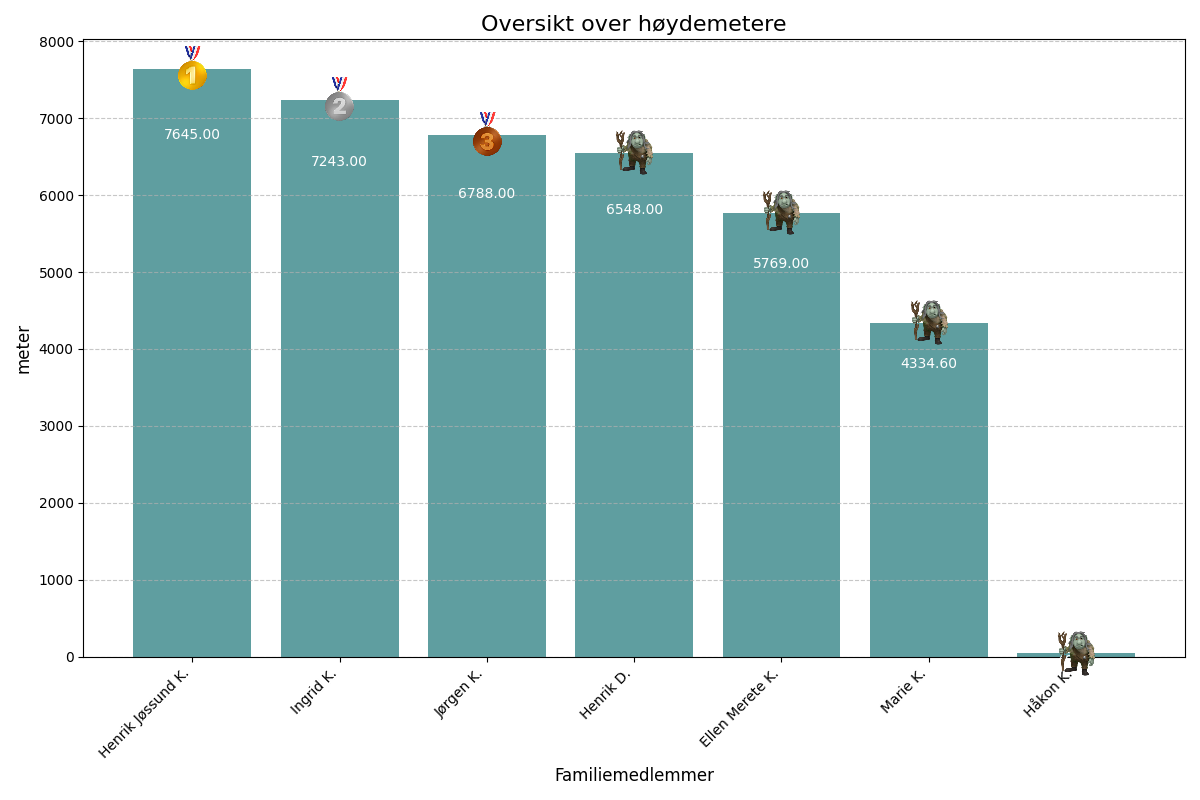 Oversikt over høydemetere
8000
7000
6000
5000
4000
3000
2000
1000
0
meter
1
2
3
7645.00
7243.00
6788.00
6548.00
5769.00
4334.60
Henrik Jøssund K.
Ingrid K.
Jørgen K.
Henrik D.
Ellen Merete K.
Marie K.
Håkon K.
Familiemedlemmer